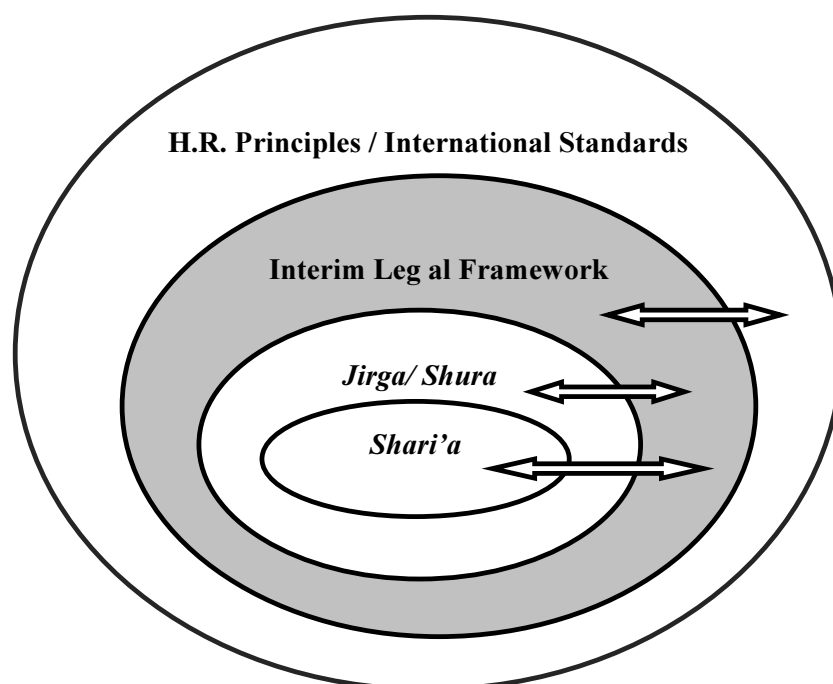 H.R. Principles / International Standards
Interim Leg al Framework
Jirga/ Shura
Shari’a